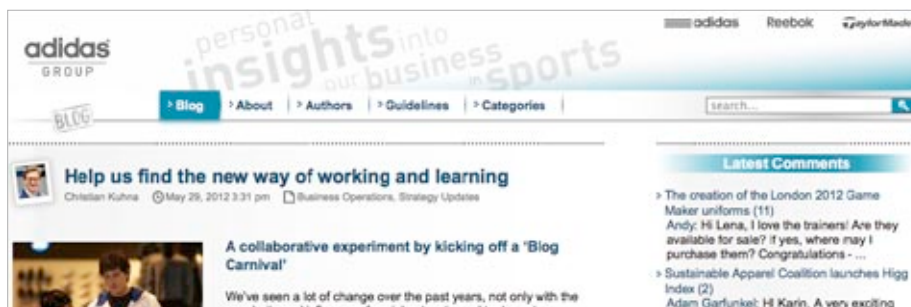 personal
insights into
our business
in sports
adidas
GROUP
adidas Reebok TaylorMade
BLOG
> Blog > About > Authors > Guidelines > Categories
search...
Help us find the new way of working and learning
Christian Kuhna May 29, 2012 3:31 pm Business Operations, Strategy Updates
A collaborative experiment by kicking off a 'Blog
Carnival'
We've seen a lot of change over the past years, not only with the
Latest Comments
> The creation of the London 2012 Game
Maker uniforms (11)
Andy: Hi Lena, I love the trainers! Are they
available for sale? If yes, where may I
purchase them? Congratulations - ...
> Sustainable Apparel Coalition launches Higg
Index (2)
Adam Garfunkel: Hi Karin, A very exciting